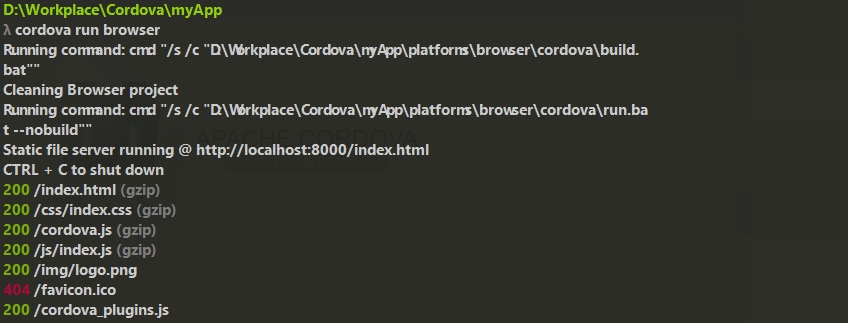 D:\Workplace\Cordova\myApp
λ cordova run browser
Running command: cmd "/s /c "D:\Workplace\Cordova\myApp\platforms\browser\cordova\build.
bat""
Cleaning Browser project
Running command: cmd "/s /c "D:\Workplace\Cordova\myApp\platforms\browser\cordova\run.ba
t --nobuild""
APACHE CORDOVA
Static file server running @ http://localhost:8000/index.html
CTRL + C to shut down
200 /index.html (gzip)
200 /css/index.css (gzip)
200 /cordova.js (gzip)
200 /js/index.js (gzip)
200 /img/logo.png
404 /favicon.ico
200 /cordova_plugins.js